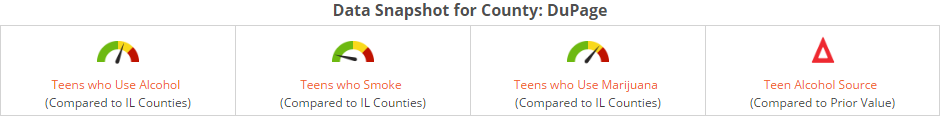 Data Snapshot for County: DuPage
Teens who Use Alcohol
(Compared to IL Counties)
Teens who Smoke
(Compared to IL Counties)
Teens who Use Marijuana
(Compared to IL Counties)
Teen Alcohol Source
(Compared to Prior Value)